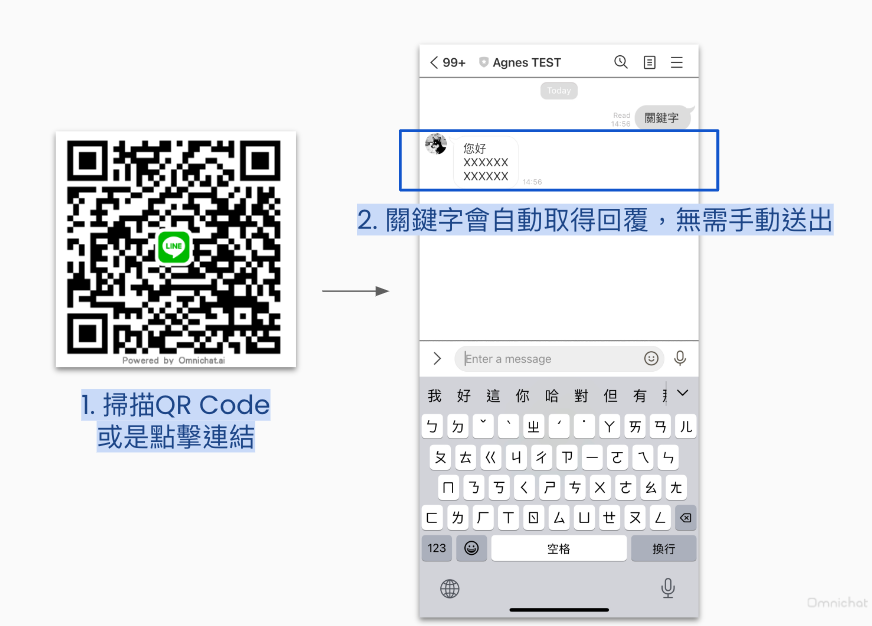 99+ Agnes TEST
Today
Read
14:56
關鍵字
您好
XXXXXX
XXXXXX
14:56
LINE
Powered by Omnichat.ai
1. 掃描QR Code
或是點擊連結
2. 關鍵字會自動取得回覆，無需手動送出
Enter a message
我 好 這 你 哈 對 但 有
ㄅ ㄉ ˇ ˋ ㄓ ˊ ˙ ㄚ ㄞ ㄢ ㄦ
ㄆ ㄊ ㄍ ㄐ ㄔ ㄗ ㄧ ㄛ ㄟ ㄣ
ㄇ ㄋ ㄎ ㄑ ㄕ ㄘ ㄨ ㄜ ㄠ ㄤ
ㄈ ㄌ ㄏ ㄒ ㄖ ㄙ ㄩ ㄝ ㄡ ㄥ
123 空格 換行
Omnichat